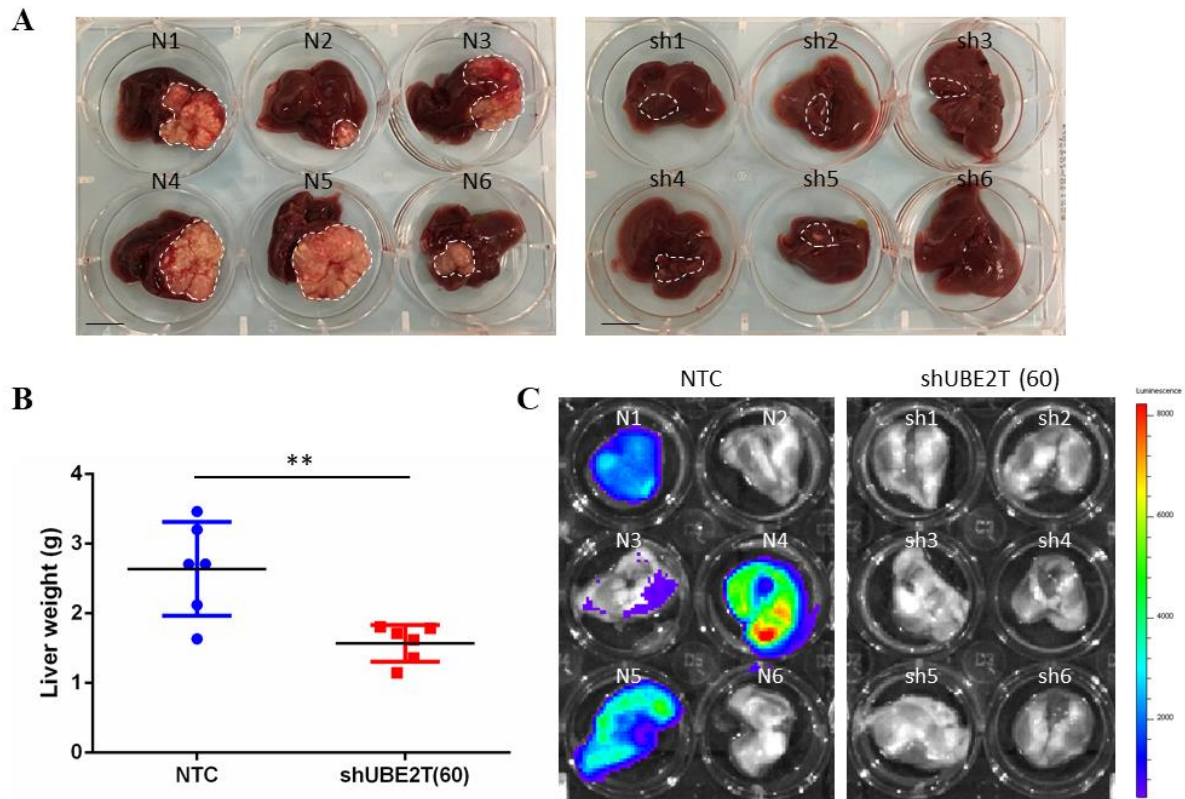 A
N1 N2 N3
N4 N5 N6
sh1 sh2 sh3
sh4 sh5 sh6
B
**
4
3
2
1
0
Liver weight (g)
NTC shUBE2T(60)
C
NTC shUBE2T (60)
N1 N2 sh1 sh2
N3 N4 sh3 sh4
N5 N6 sh5 sh6
Luminescence
8000
6000
4000
2000